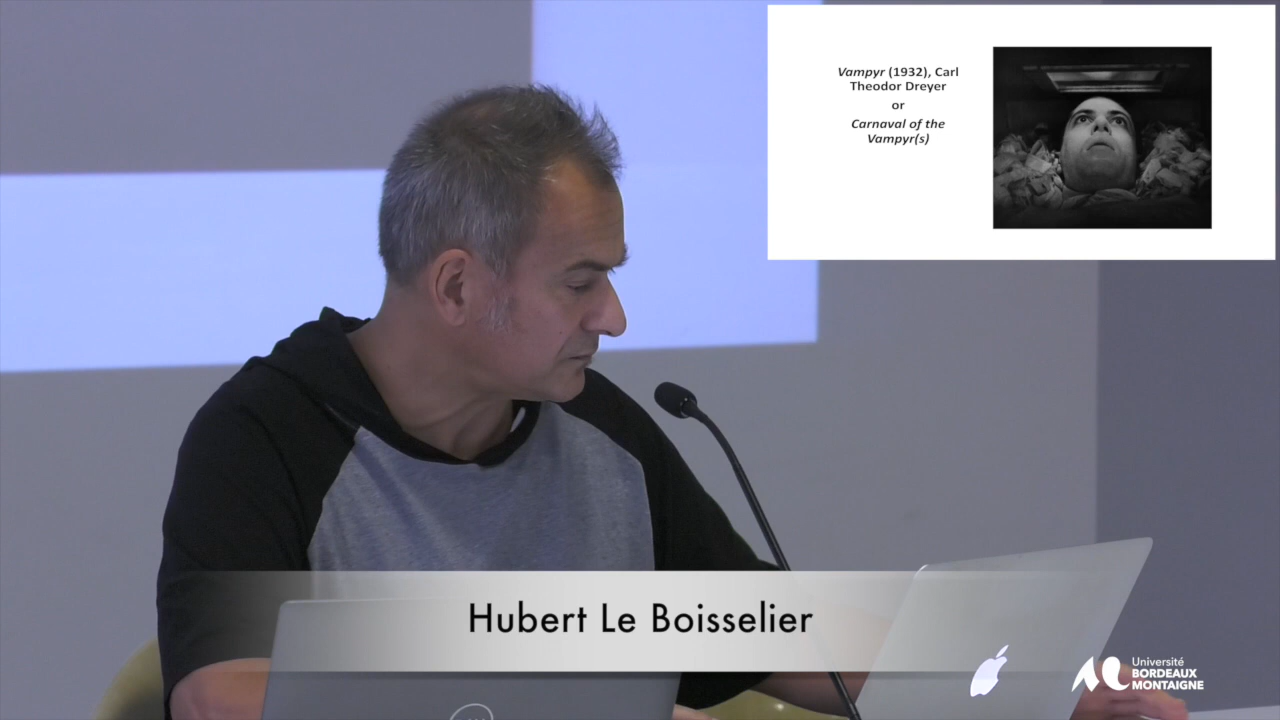 Vampyr (1932), Carl
Theodor Dreyer
or
Carnaval of the
Vampyr(s)
Hubert Le Boisselier
Université
BORDEAUX
MONTAIGNE